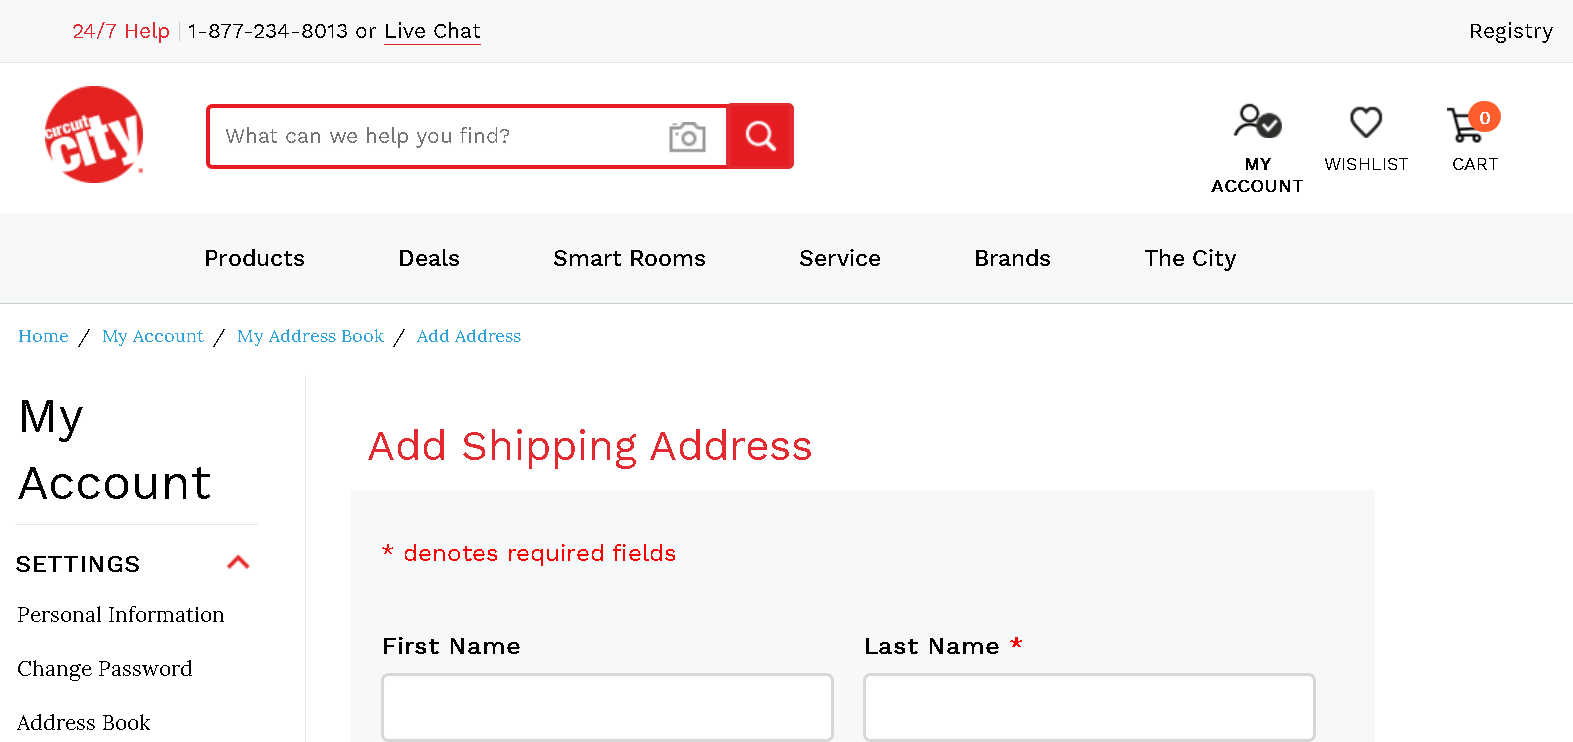 24/7 Help 1-877-234-8013 or Live Chat
Registry
circuit
city
What can we help you find?
MY
ACCOUNT
WISHLIST
0
CART
Products Deals Smart Rooms Service Brands The City
Home / My Account / My Address Book / Add Address
My
Account
SETTINGS
Personal Information
Change Password
Address Book
Add Shipping Address
* denotes required fields
First Name
Last Name *